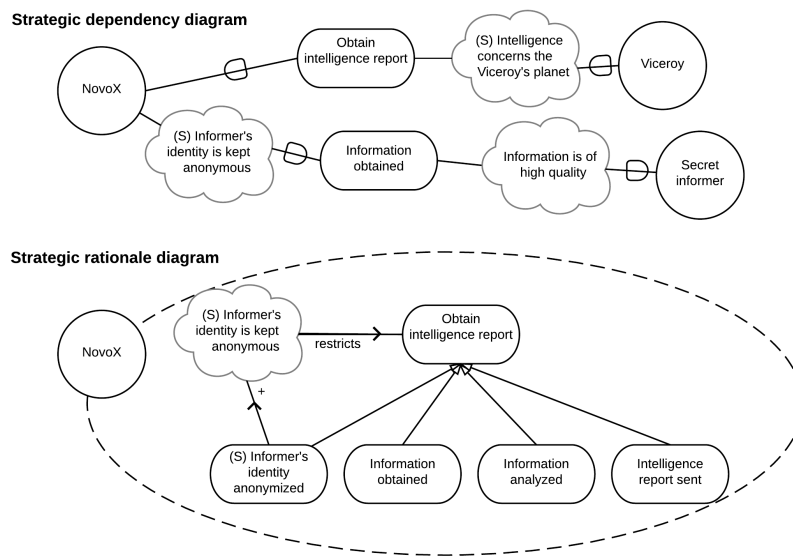 Strategic dependency diagram
NovoX
Obtain
intelligence report
(S) Intelligence
concerns the
Viceroy's planet
Viceroy
(S) Informer's
identity is kept
anonymous
Information
obtained
Information is of
high quality
Secret
informer
Strategic rationale diagram
NovoX
(S) Informer's
identity is kept
anonymous
restricts
Obtain
intelligence report
+
(S) Informer's
identity
anonymized
Information
obtained
Information
analyzed
Intelligence
report sent